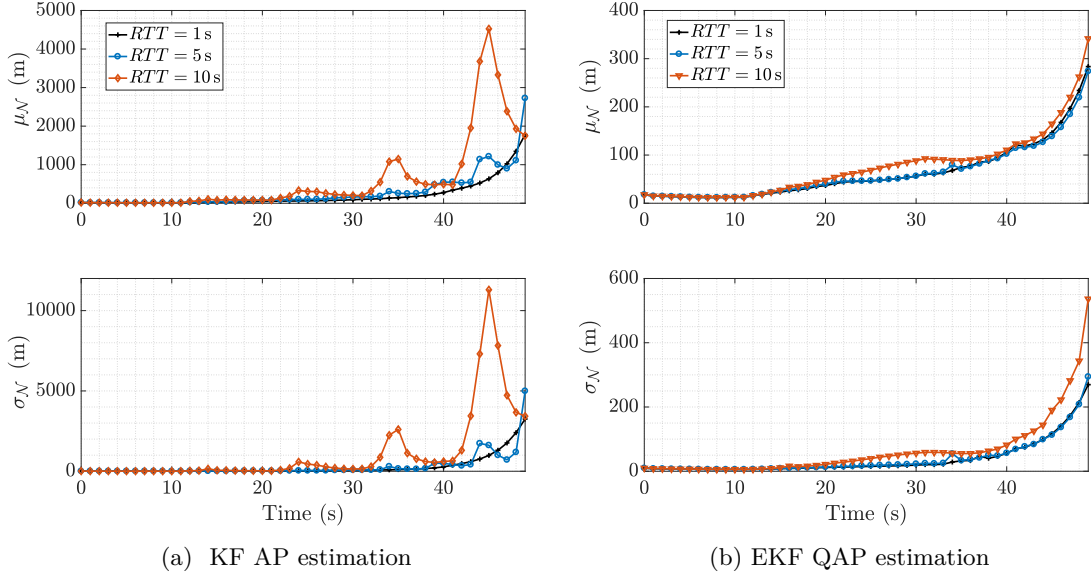 5000
4000
3000
2000
1000
0
μ_𝒩 (m)
RTT = 1 s
RTT = 5 s
RTT = 10 s
0 10 20 30 40
400
300
200
100
0
μ_𝒩 (m)
RTT = 1 s
RTT = 5 s
RTT = 10 s
0 10 20 30 40
10000
5000
0
σ_𝒩 (m)
0 10 20 30 40
Time (s)
600
400
200
0
σ_𝒩 (m)
0 10 20 30 40
Time (s)
(a) KF AP estimation
(b) EKF QAP estimation